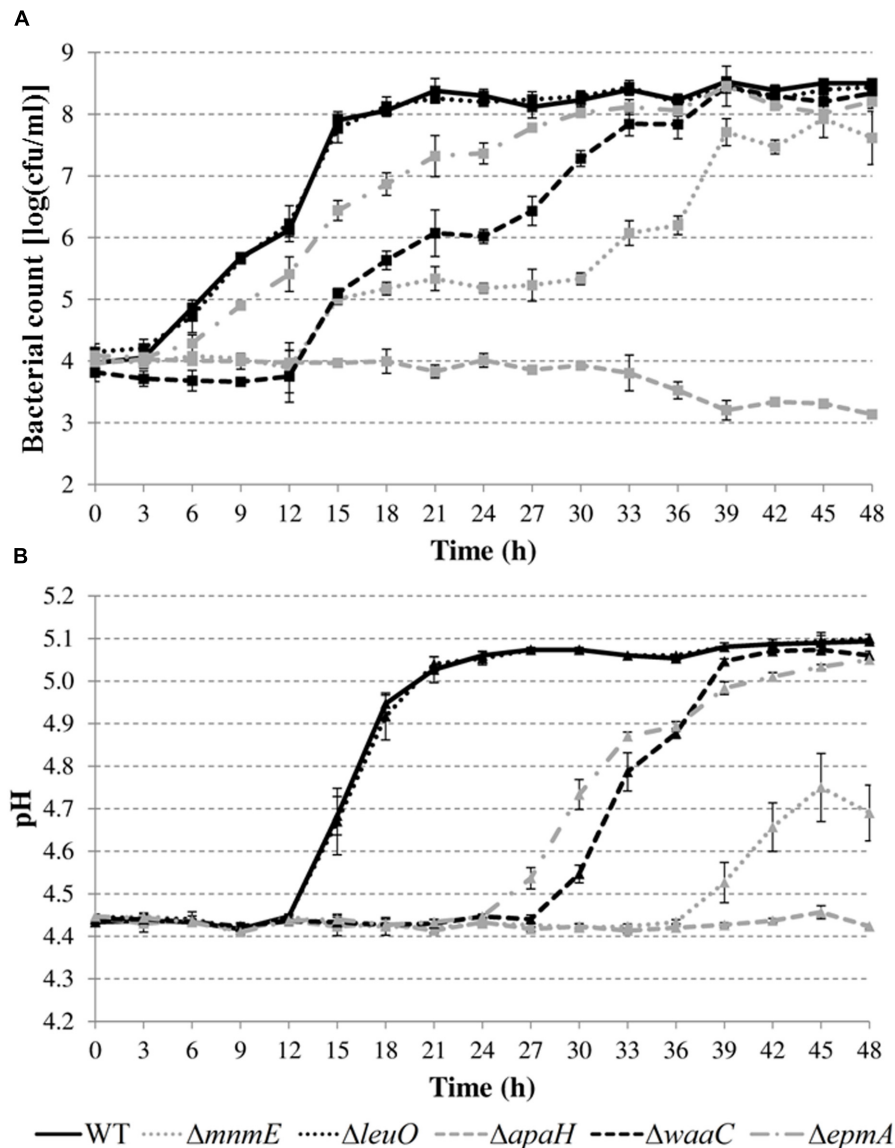 A
Bacterial count [log(cfu/ml)]
9
8
7
6
5
4
3
2
0 3 6 9 12 15 18 21 24 27 30 33 36 39 42 45 48
Time (h)
B
pH
5.2
5.1
5.0
4.9
4.8
4.7
4.6
4.5
4.4
4.3
4.2
0 3 6 9 12 15 18 21 24 27 30 33 36 39 42 45 48
Time (h)
WT ΔmnmE ΔleuO ΔapaH ΔwaaC ΔepmA